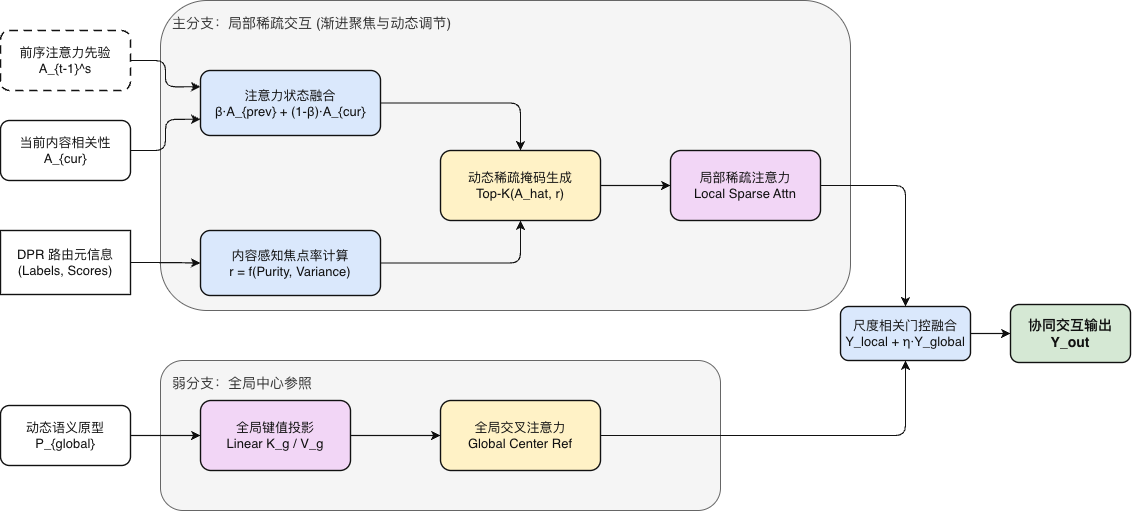 主分支：局部稀疏交互 (渐进聚焦与动态调节)
前序注意力先验
A_{t-1}^s
当前内容相关性
A_{cur}
注意力状态融合
β·A_{prev} + (1-β)·A_{cur}
动态稀疏掩码生成
Top-K(A_hat, r)
局部稀疏注意力
Local Sparse Attn
DPR 路由元信息
(Labels, Scores)
内容感知焦点率计算
r = f(Purity, Variance)
尺度相关门控融合
Y_local + η·Y_global
协同交互输出
Y_out
弱分支：全局中心参照
动态语义原型
P_{global}
全局键值投影
Linear K_g / V_g
全局交叉注意力
Global Center Ref